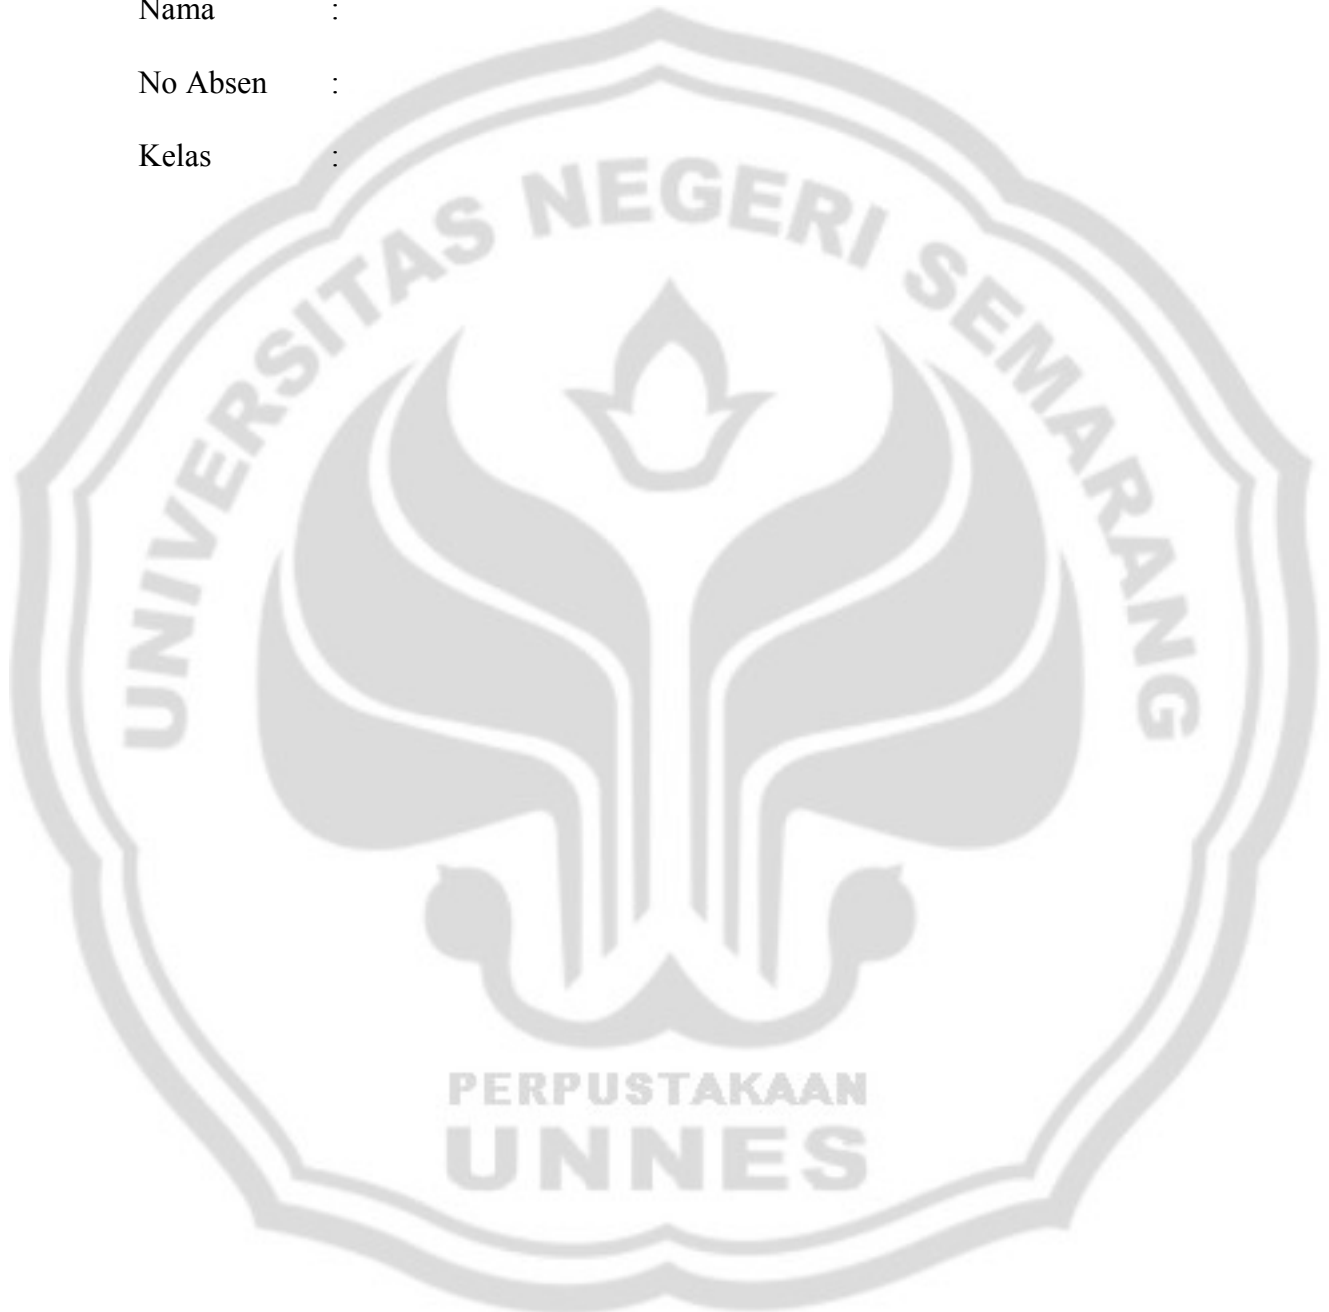 Nama :
No Absen :
Kelas :
UNIVERSITAS NEGERI SEMARANG
PERPUSTAKAAN
UNNES